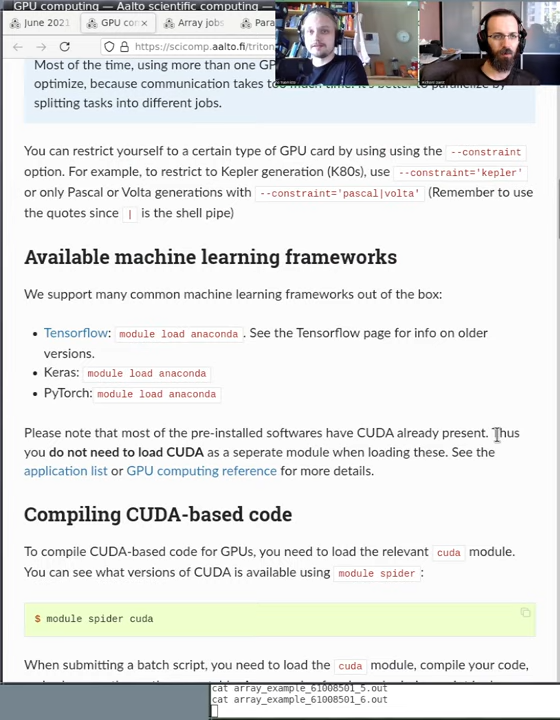 GPU computing — Aalto scientific computing —
June 2021
GPU con
Array jobs
Para
https://scicomp.aalto.fi/triton
Most of the time, using more than one GP
optimize, because communication takes too much time. It's better to parallelize by
splitting tasks into different jobs.
You can restrict yourself to a certain type of GPU card by using using the --constraint
option. For example, to restrict to Kepler generation (K80s), use --constraint='kepler'
or only Pascal or Volta generations with --constraint='pascal|volta' (Remember to use
the quotes since | is the shell pipe)
Available machine learning frameworks
We support many common machine learning frameworks out of the box:
• Tensorflow: module load anaconda . See the Tensorflow page for info on older
versions.
• Keras: module load anaconda
• PyTorch: module load anaconda
Please note that most of the pre-installed softwares have CUDA already present. Thus
you do not need to load CUDA as a seperate module when loading these. See the
application list or GPU computing reference for more details.
Compiling CUDA-based code
To compile CUDA-based code for GPUs, you need to load the relevant cuda module.
You can see what versions of CUDA is available using module spider :
$ module spider cuda
When submitting a batch script, you need to load the cuda module, compile your code,
cat array_example_61008501_5.out
cat array_example_61008501_6.out